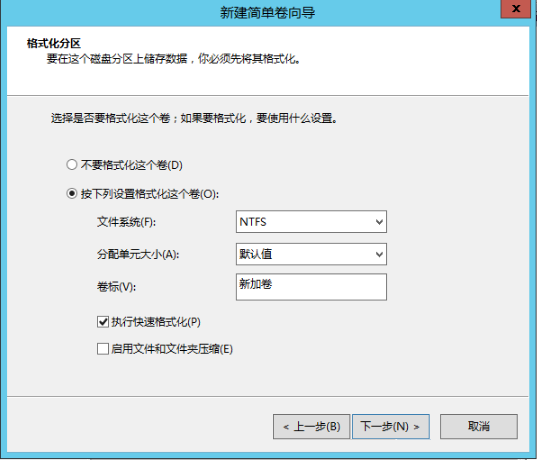 新建简单卷向导
x
格式化分区
要在这个磁盘分区上储存数据，你必须先将其格式化。
选择是否要格式化这个卷；如果要格式化，要使用什么设置。
不要格式化这个卷(D)
按下列设置格式化这个卷(O):
文件系统(F):
NTFS
分配单元大小(A):
默认值
卷标(V):
新加卷
执行快速格式化(P)
启用文件和文件夹压缩(E)
< 上一步(B)
下一步(N) >
取消